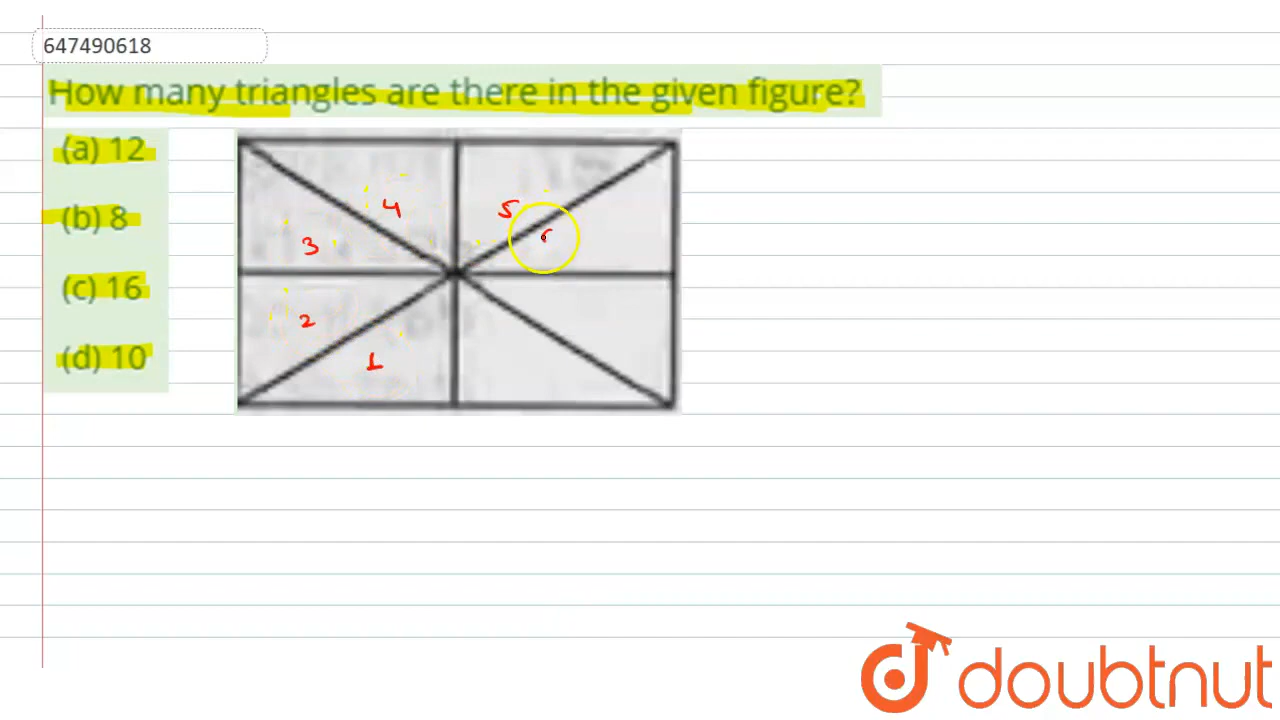 647490618
How many triangles are there in the given figure?
(a) 12
(b) 8
(c) 16
(d) 10
4
5
3
2
1
doubtnut